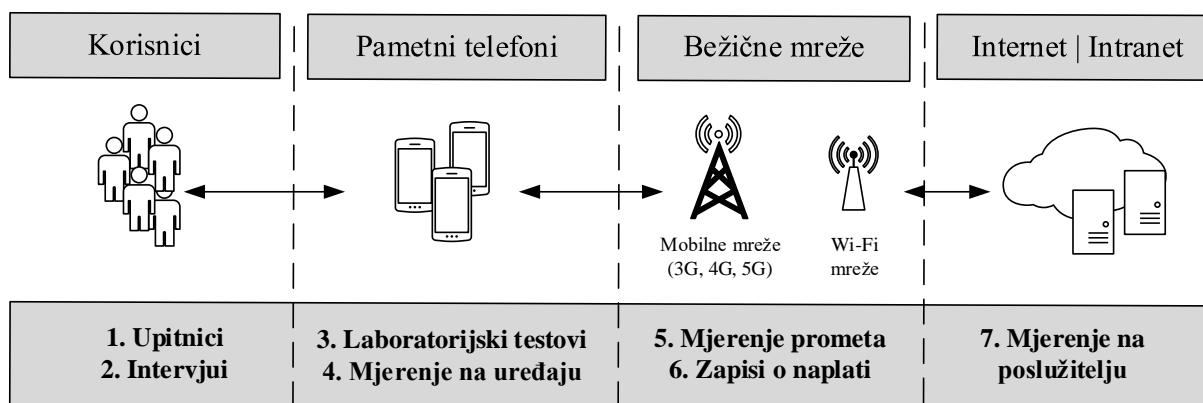 Korisnici
Pametni telefoni
Bežične mreže
Internet | Intranet
Mobilne mreže
(3G, 4G, 5G)
Wi-Fi
mreže
1. Upitnici
2. Intervjui
3. Laboratorijski testovi
4. Mjerenje na uređaju
5. Mjerenje prometa
6. Zapisi o naplati
7. Mjerenje na
poslužitelju